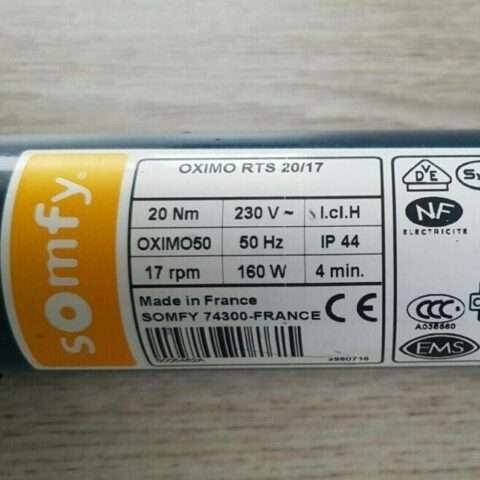 somfy.
OXIMO RTS 20/17
20 Nm 230 V ~ I.cl.H
OXIMO50 50 Hz IP 44
17 rpm 160 W 4 min.
Made in France
SOMFY 74300-FRANCE
CE
DVE
NF
ELECTRICITE
CCC
EMS